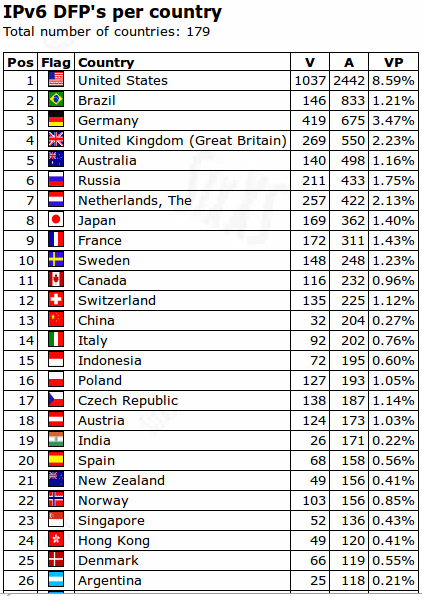 IPv6 DFP's per country
Total number of countries: 179
Pos Flag Country V A VP
1 United States 1037 2442 8.59%
2 Brazil 146 833 1.21%
3 Germany 419 675 3.47%
4 United Kingdom (Great Britain) 269 550 2.23%
5 Australia 140 498 1.16%
6 Russia 211 433 1.75%
7 Netherlands, The 257 422 2.13%
8 Japan 169 362 1.40%
9 France 172 311 1.43%
10 Sweden 148 248 1.23%
11 Canada 116 232 0.96%
12 Switzerland 135 225 1.12%
13 China 32 204 0.27%
14 Italy 92 202 0.76%
15 Indonesia 72 195 0.60%
16 Poland 127 193 1.05%
17 Czech Republic 138 187 1.14%
18 Austria 124 173 1.03%
19 India 26 171 0.22%
20 Spain 68 158 0.56%
21 New Zealand 49 156 0.41%
22 Norway 103 156 0.85%
23 Singapore 52 136 0.43%
24 Hong Kong 49 120 0.41%
25 Denmark 66 119 0.55%
26 Argentina 25 118 0.21%